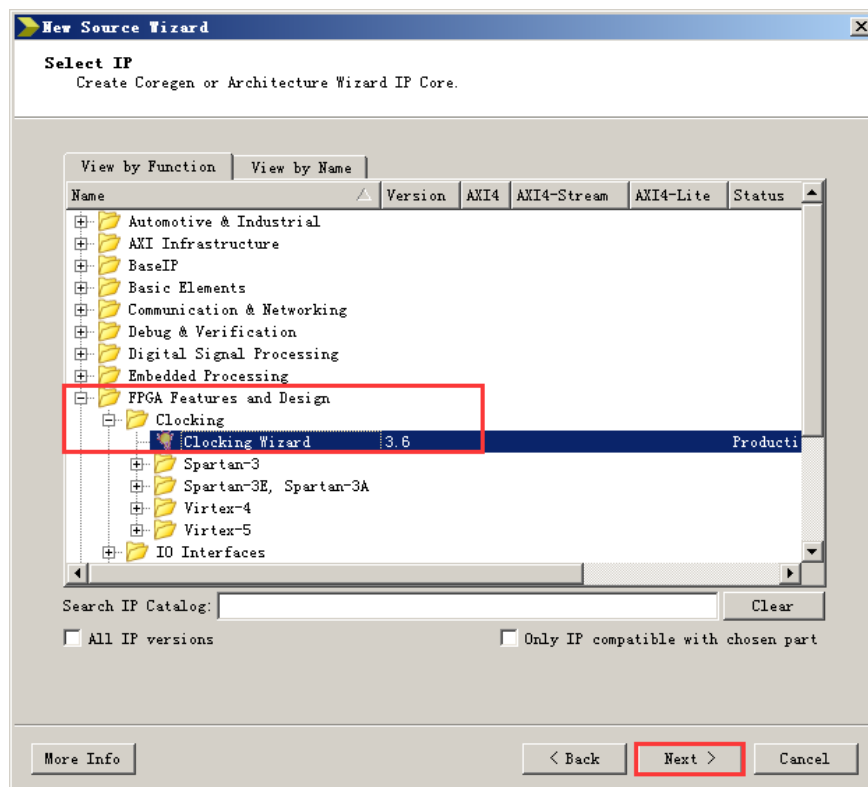 New Source Wizard
Select IP
Create Coregen or Architecture Wizard IP Core.
View by Function View by Name
Name Version AXI4 AXI4-Stream AXI4-Lite Status
Automotive & Industrial
AXI Infrastructure
BaseIP
Basic Elements
Communication & Networking
Debug & Verification
Digital Signal Processing
Embedded Processing
FPGA Features and Design
Clocking
Clocking Wizard 3.6 Producti
Spartan-3
Spartan-3E, Spartan-3A
Virtex-4
Virtex-5
IO Interfaces
Search IP Catalog: Clear
All IP versions Only IP compatible with chosen part
More Info < Back Next > Cancel